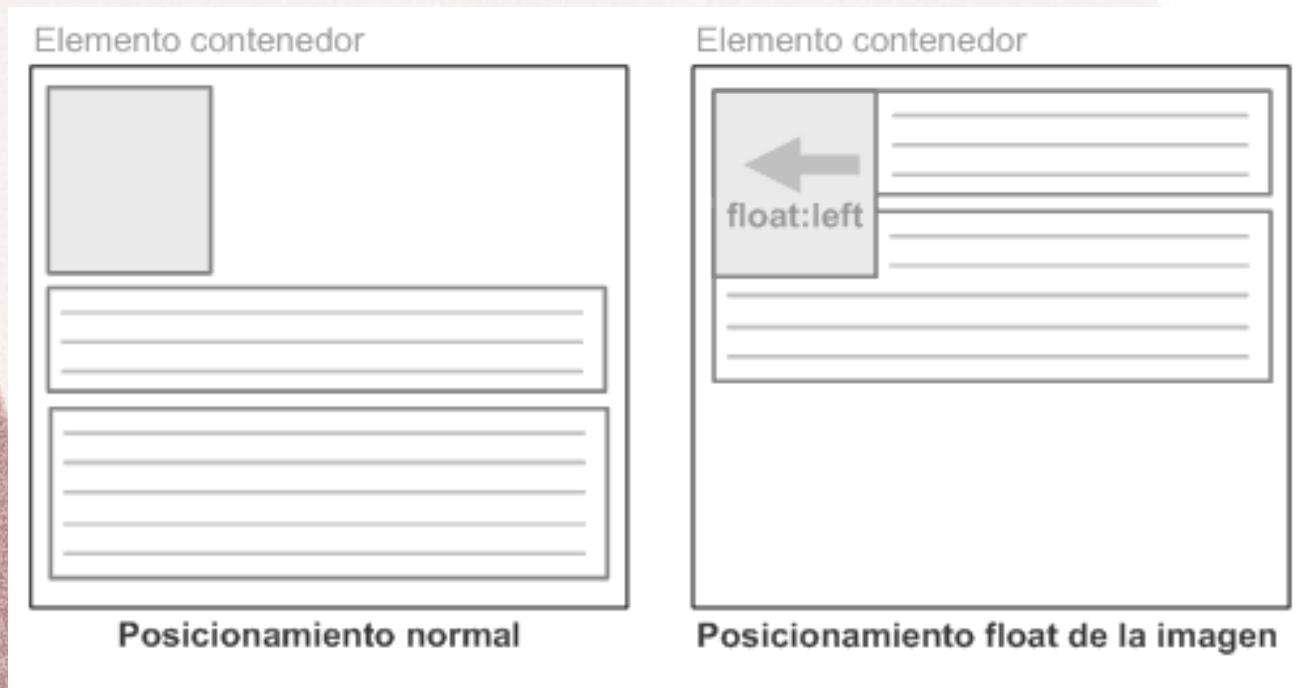 Elemento contenedor
Elemento contenedor
float:left
Posicionamiento normal
Posicionamiento float de la imagen